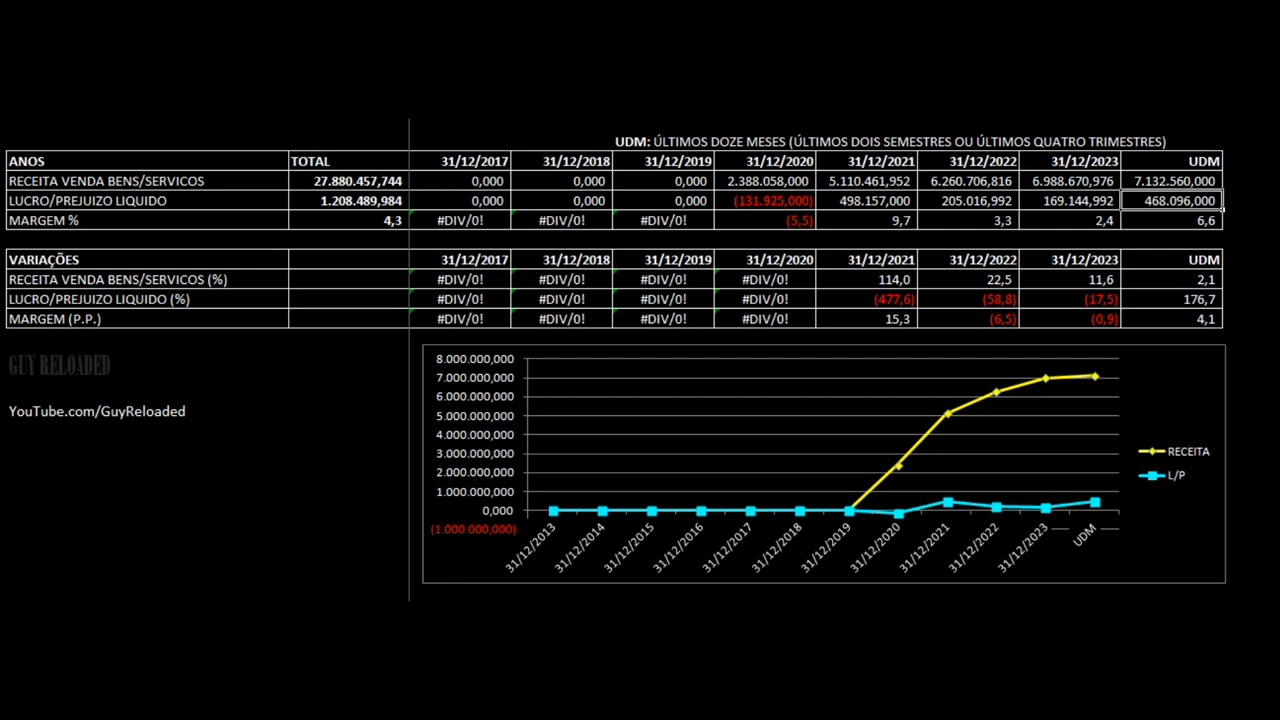 UDM: ÚLTIMOS DOZE MESES (ÚLTIMOS DOIS SEMESTRES OU ÚLTIMOS QUATRO TRIMESTRES)
ANOS TOTAL 31/12/2017 31/12/2018 31/12/2019 31/12/2020 31/12/2021 31/12/2022 31/12/2023 UDM
RECEITA VENDA BENS/SERVICOS 27.880.457,744 0,000 0,000 0,000 2.388.058,000 5.110.461,952 6.260.706,816 6.988.670,976 7.132.560,000
LUCRO/PREJUIZO LIQUIDO 1.208.489,984 0,000 0,000 0,000 (131.925,000) 498.157,000 205.016,992 169.144,992 468.096,000
MARGEM % 4,3 #DIV/0! #DIV/0! #DIV/0! (5,5) 9,7 3,3 2,4 6,6
VARIAÇÕES 31/12/2017 31/12/2018 31/12/2019 31/12/2020 31/12/2021 31/12/2022 31/12/2023 UDM
RECEITA VENDA BENS/SERVICOS (%) #DIV/0! #DIV/0! #DIV/0! #DIV/0! 114,0 22,5 11,6 2,1
LUCRO/PREJUIZO LIQUIDO (%) #DIV/0! #DIV/0! #DIV/0! #DIV/0! (477,6) (58,8) (17,5) 176,7
MARGEM (P.P.) #DIV/0! #DIV/0! #DIV/0! #DIV/0! 15,3 (6,5) (0,9) 4,1
GUY RELOADED
YouTube.com/GuyReloaded
8.000.000,000
7.000.000,000
6.000.000,000
5.000.000,000
4.000.000,000
3.000.000,000
2.000.000,000
1.000.000,000
0,000
(1.000.000,000)
31/12/2013 31/12/2014 31/12/2015 31/12/2016 31/12/2017 31/12/2018 31/12/2019 31/12/2020 31/12/2021 31/12/2022 31/12/2023 UDM
RECEITA
L/P